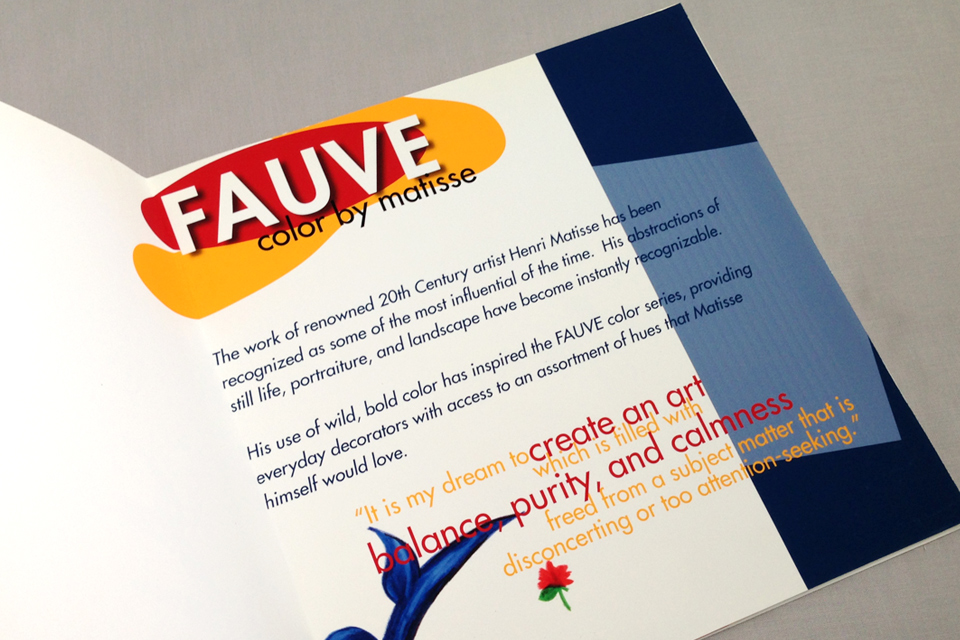 FAUVE
color by matisse
The work of renowned 20th Century artist Henri Matisse has been
recognized as some of the most influential of the time. His abstractions of
still life, portraiture, and landscape have become instantly recognizable.
His use of wild, bold color has inspired the FAUVE color series, providing
everyday decorators with access to an assortment of hues that Matisse
himself would love.
“It is my dream to create an art
which is filled with
balance, purity, and calmness
freed from a subject matter that is
disconcerting or too attention-seeking.”